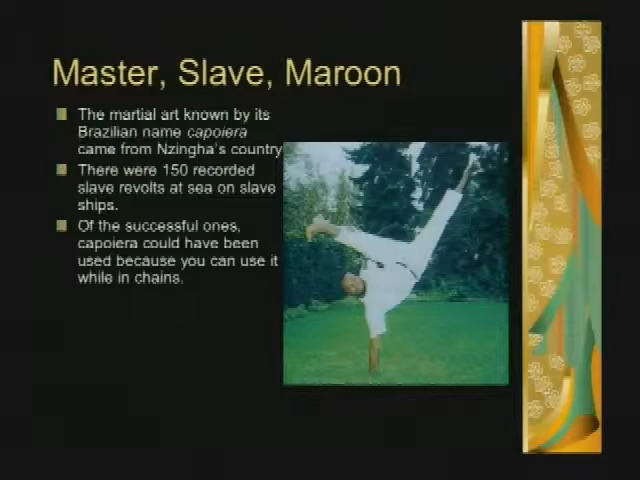 Master, Slave, Maroon
The martial art known by its
Brazilian name capoiera
came from Nzingha's country
There were 150 recorded
slave revolts at sea on slave
ships.
Of the successful ones,
capoiera could have been
used because you can use it
while in chains.